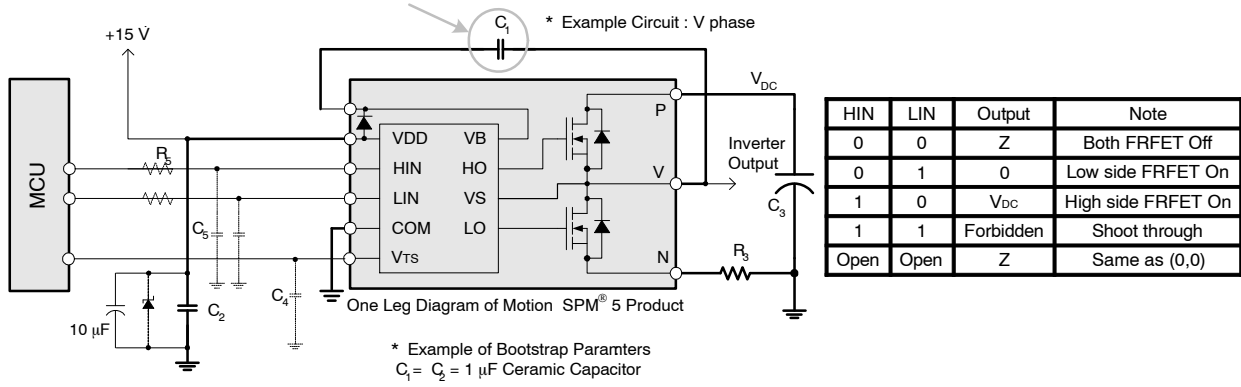 C1
* Example Circuit : V phase
+15 V
VDC
P
VDD VB
R5
HIN HO
Inverter
Output
MCU
LIN VS
V
C5
COM LO
C3
VTS
N
R3
C4
One Leg Diagram of Motion SPM® 5 Product
10 μF
C2
* Example of Bootstrap Paramters
C1= C2 = 1 μF Ceramic Capacitor
HIN LIN Output Note
0 0 Z Both FRFET Off
0 1 0 Low side FRFET On
1 0 VDC High side FRFET On
1 1 Forbidden Shoot through
Open Open Z Same as (0,0)